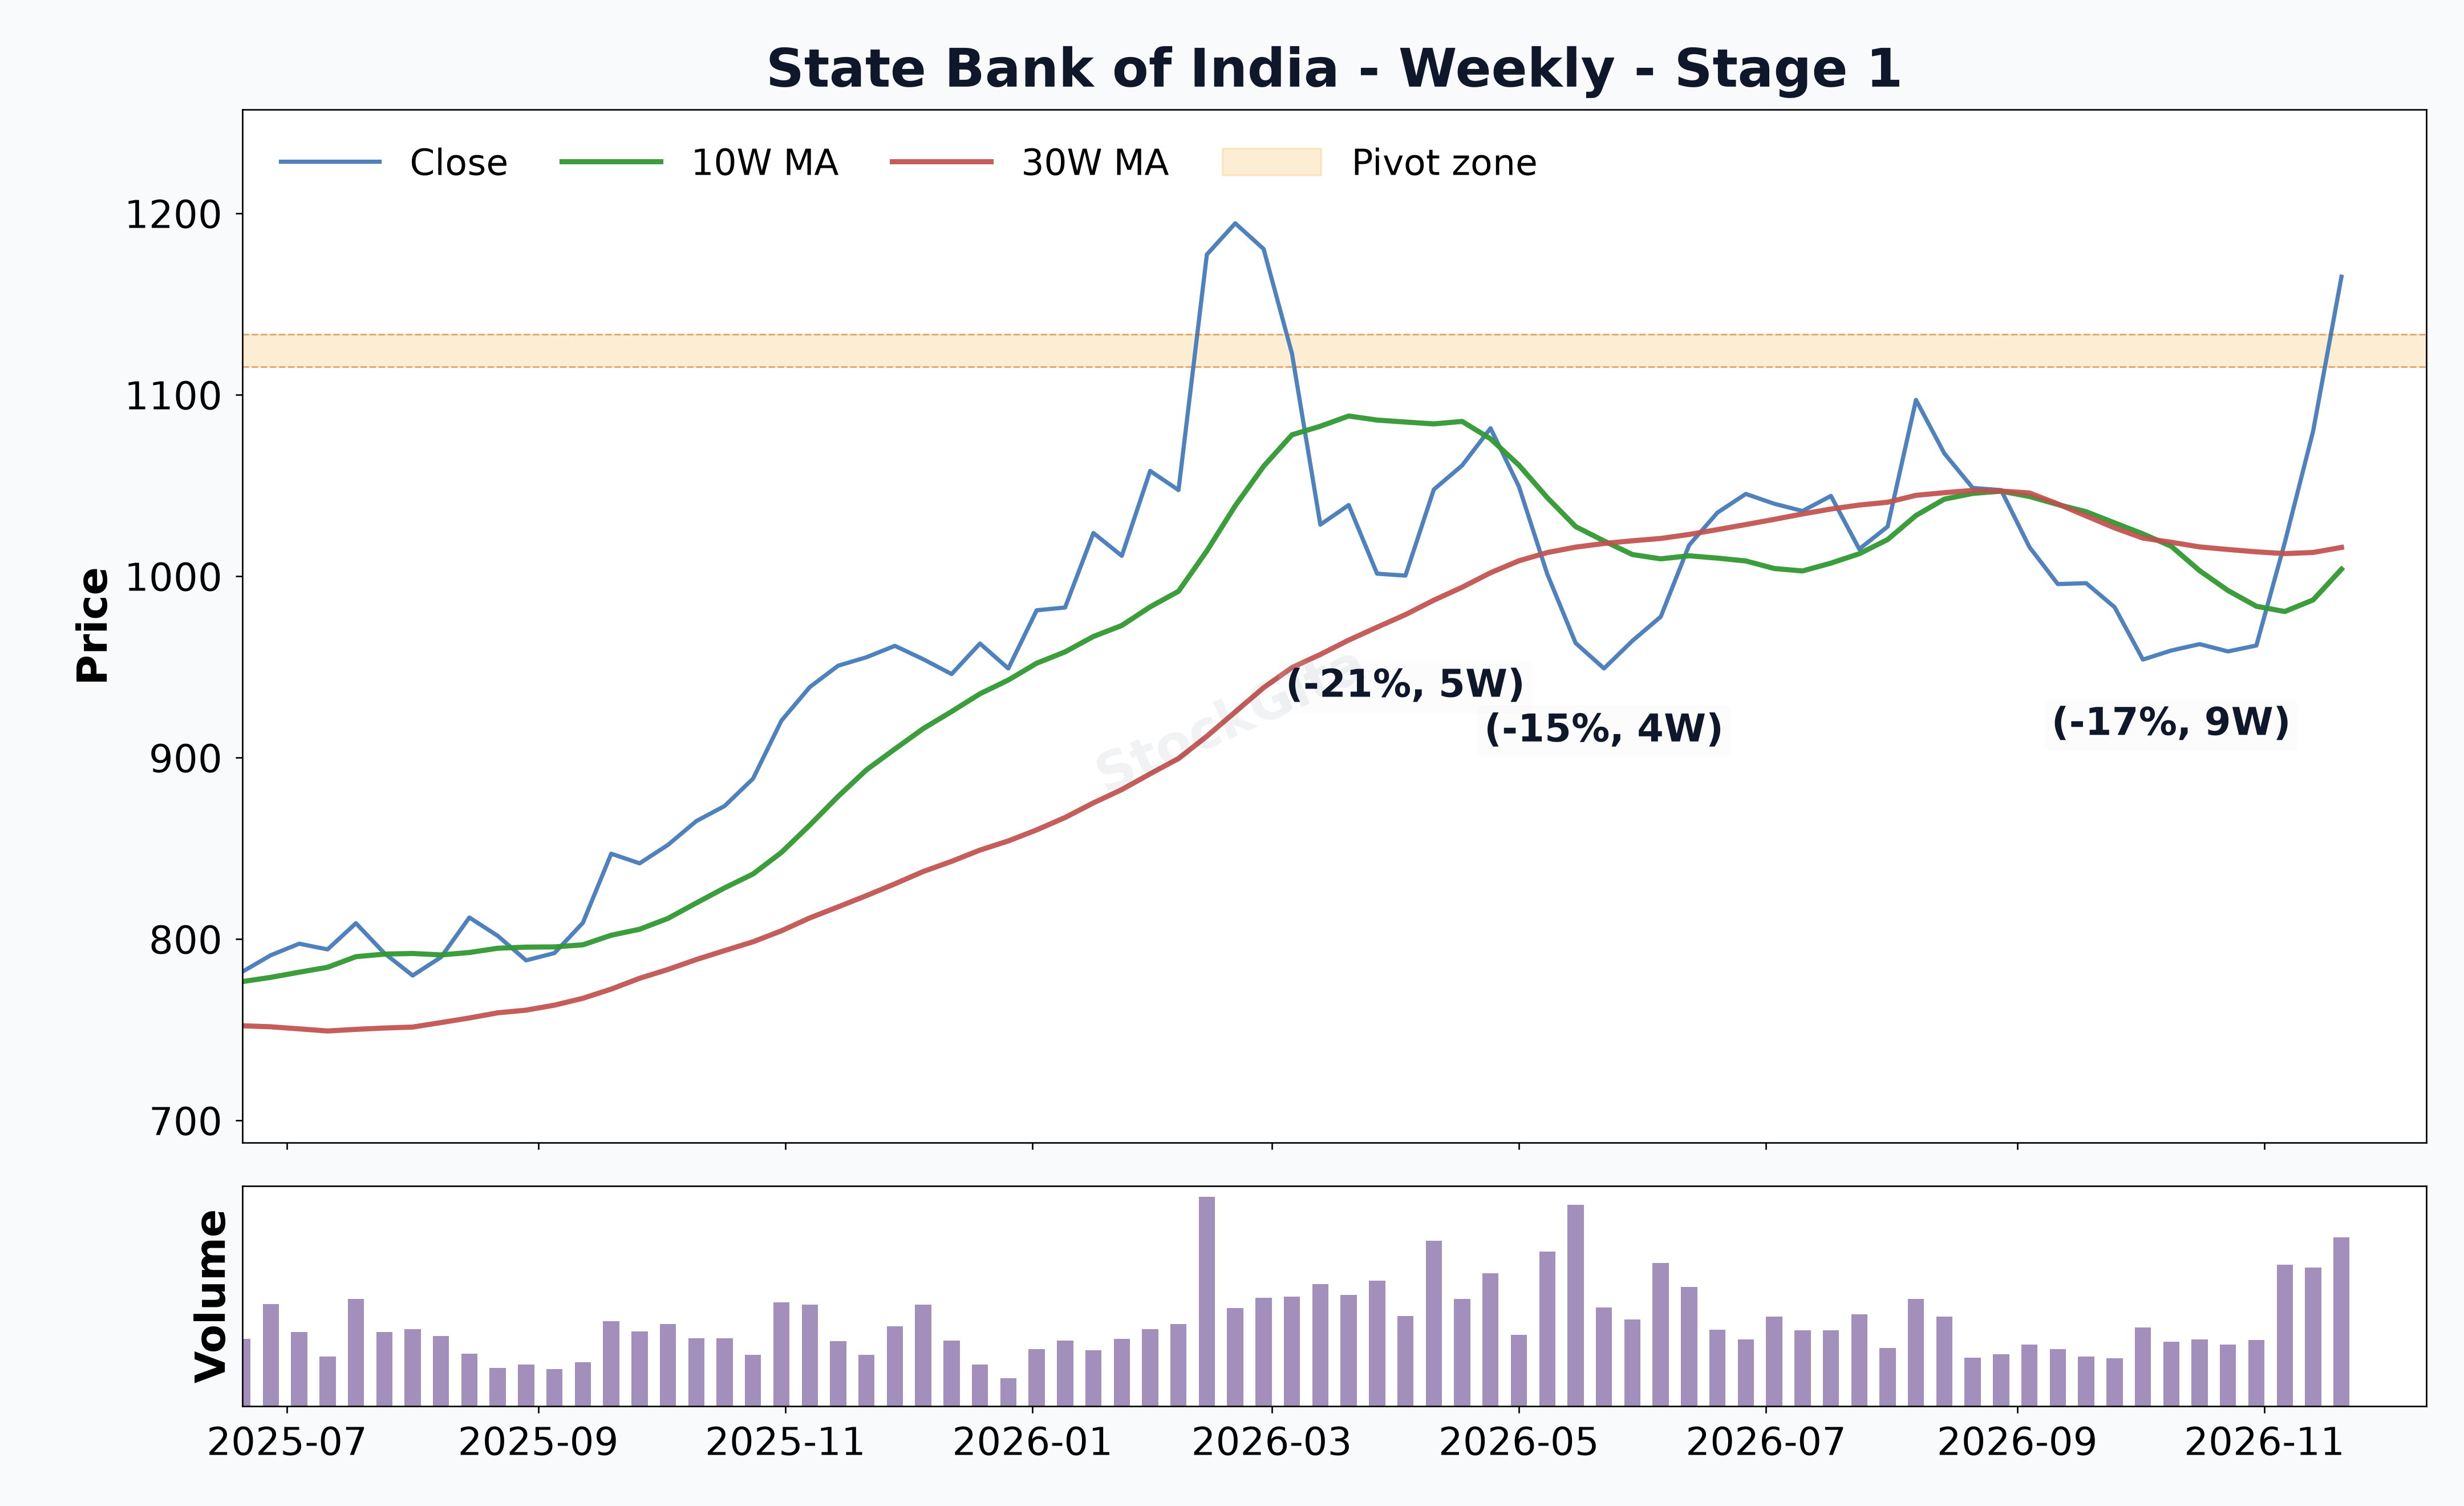 State Bank of India - Weekly - Stage 1
Close 10W MA 30W MA Pivot zone
1200
1100
1000
900
800
700
Price
(-21%, 5W)
(-15%, 4W)
(-17%, 9W)
Volume
2025-07 2025-09 2025-11 2026-01 2026-03 2026-05 2026-07 2026-09 2026-11